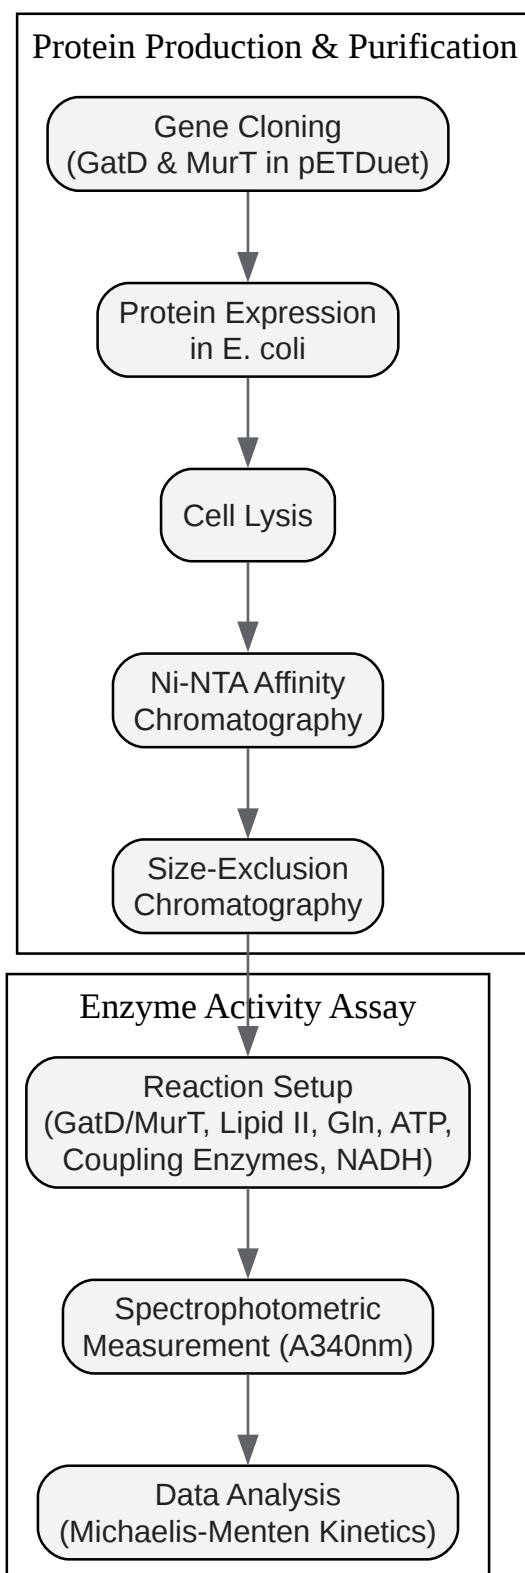 Protein Production & Purification
Gene Cloning
(GatD & MurT in pETDuet)
Protein Expression
in E. coli
Cell Lysis
Ni-NTA Affinity
Chromatography
Size-Exclusion
Chromatography
Enzyme Activity Assay
Reaction Setup
(GatD/MurT, Lipid II, Gln, ATP,
Coupling Enzymes, NADH)
Spectrophotometric
Measurement (A340nm)
Data Analysis
(Michaelis-Menten Kinetics)